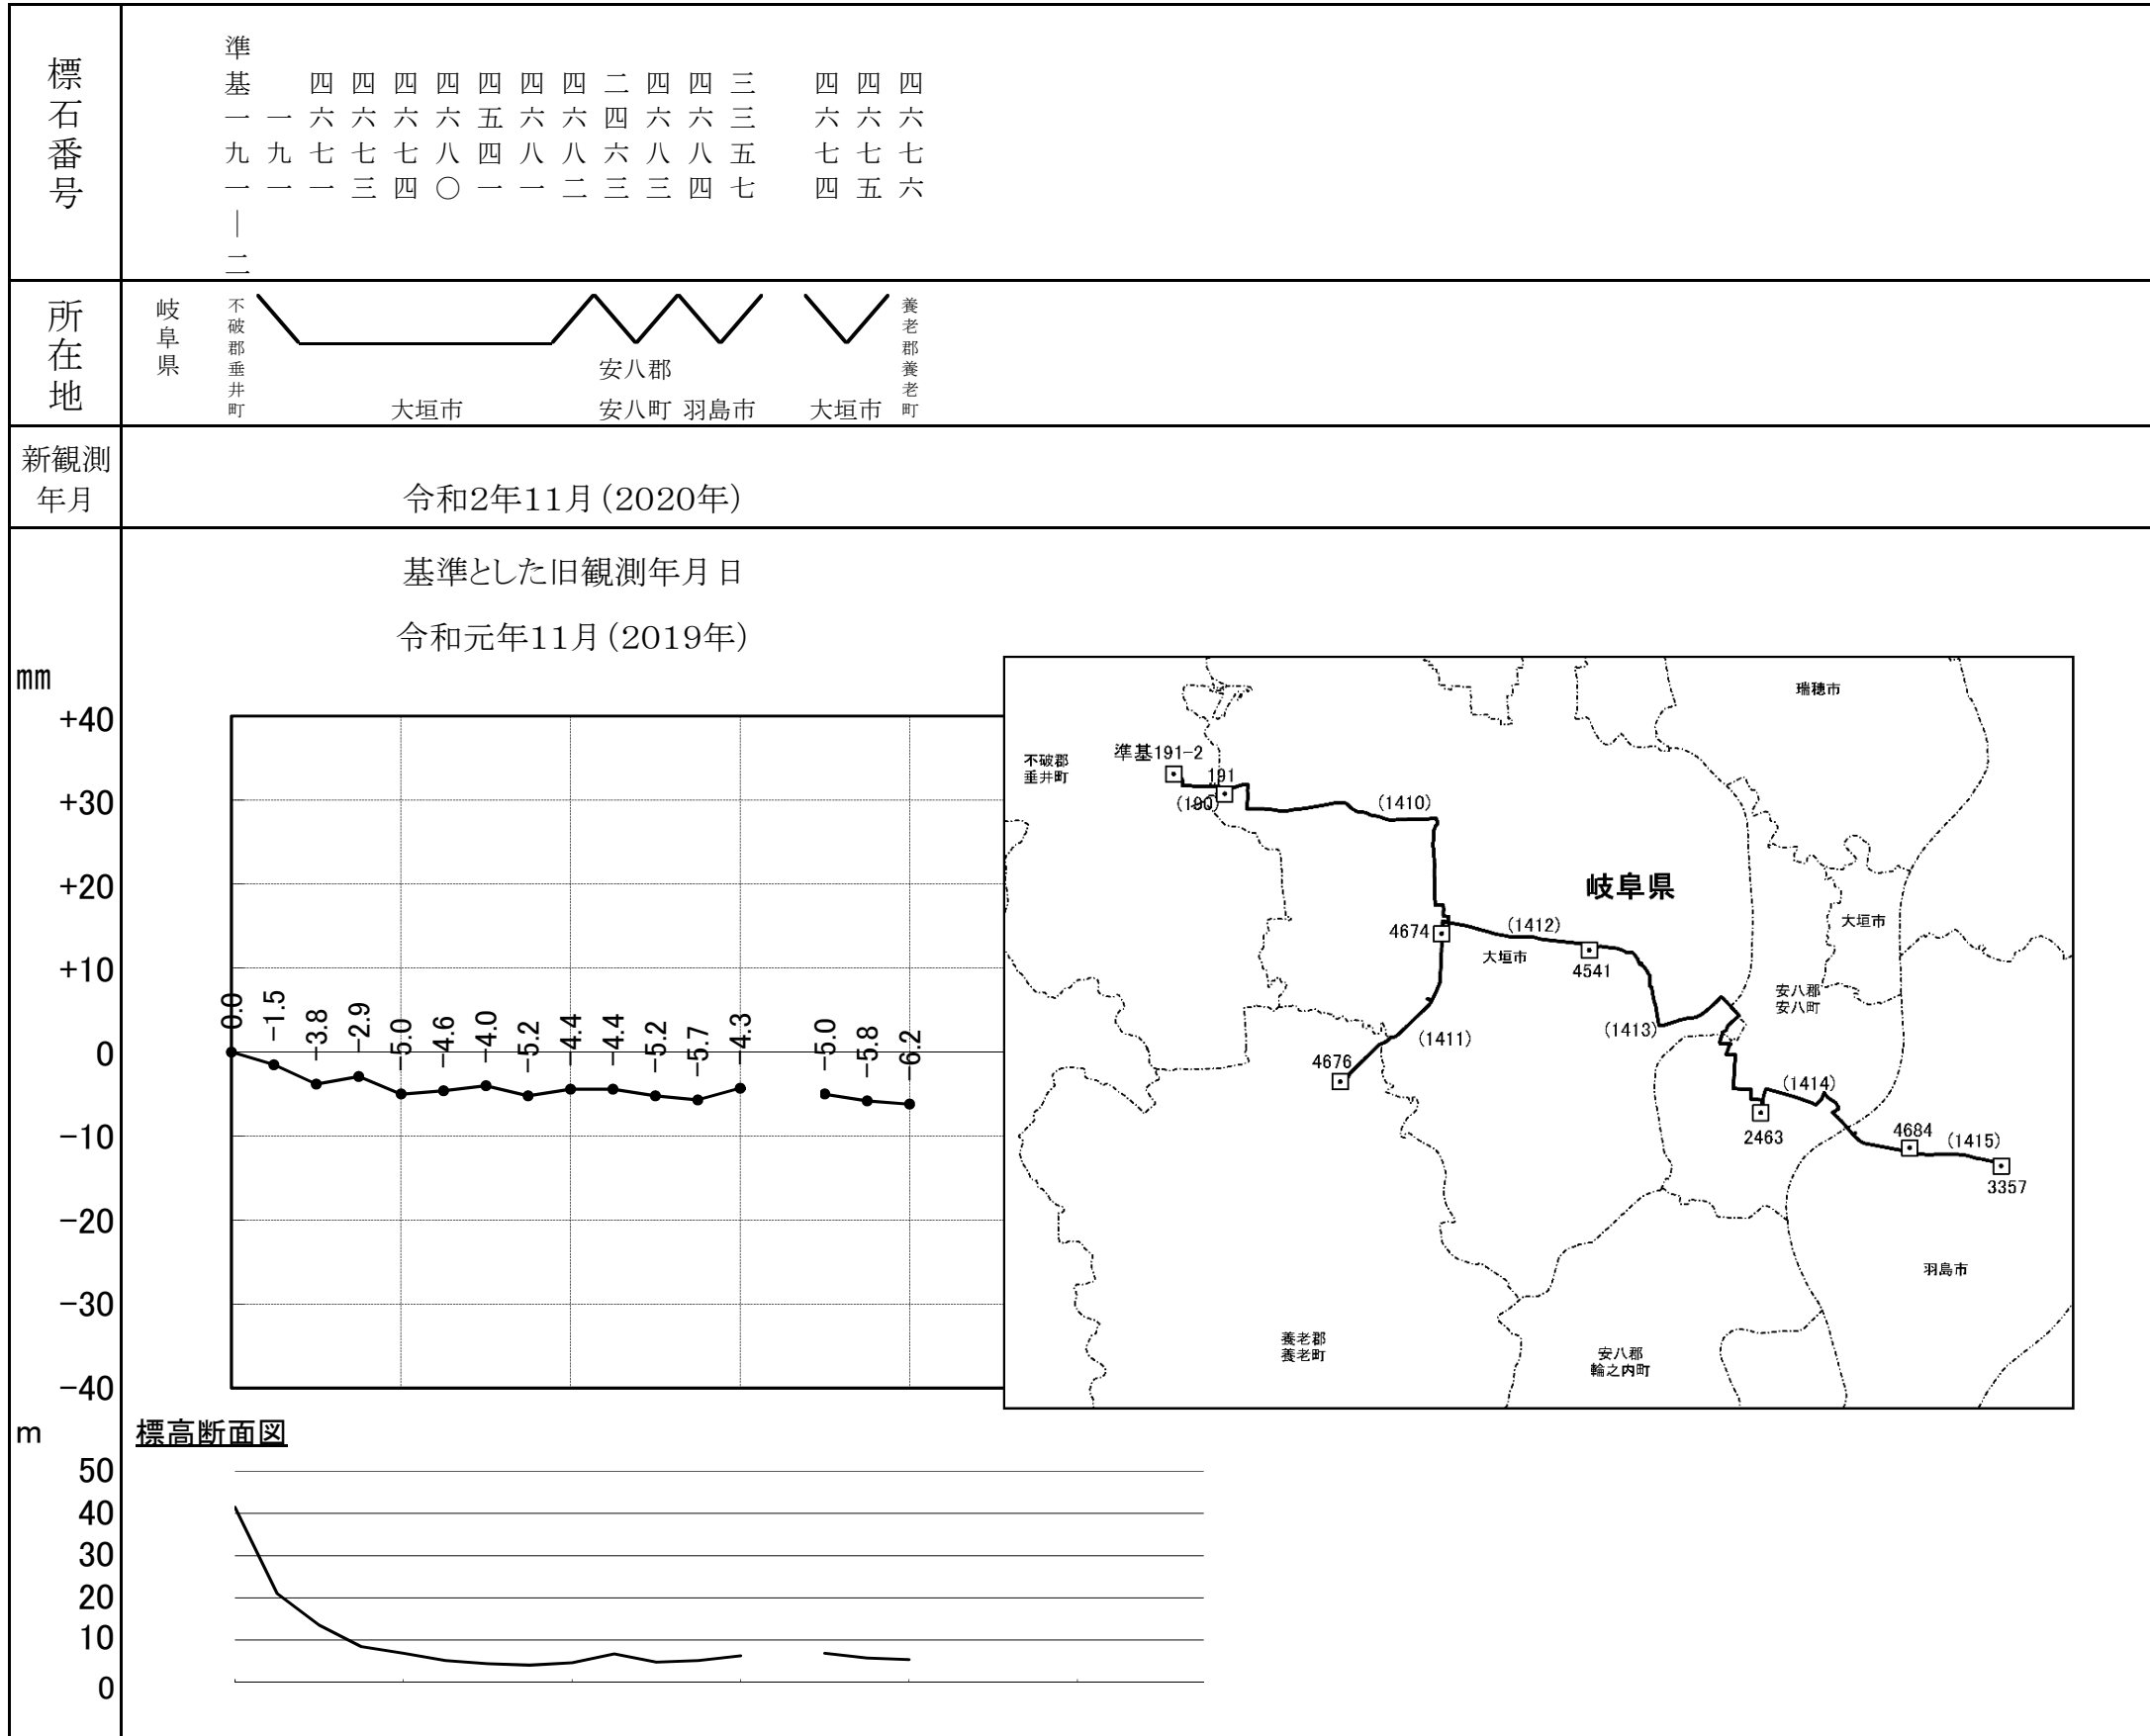 標石番号
準基一九一―二
一九一
四六七一
四六七三
四六七四
四六八〇
四五四一
四六八一
四六八二
二四六三
四六八三
四六八四
三三五七
四六七四
四六七五
四六七六
所在地
岐阜県
不破郡垂井町
大垣市
安八郡
安八町
羽島市
大垣市
養老郡養老町
新観測
年月
令和2年11月(2020年)
基準とした旧観測年月日
令和元年11月(2019年)
mm
+40
+30
+20
+10
0
-10
-20
-30
-40
0.0
-1.5
-3.8
-2.9
-5.0
-4.6
-4.0
-5.2
-4.4
-4.4
-5.2
-5.7
-4.3
-5.0
-5.8
-6.2
瑞穂市
不破郡
垂井町
準基191-2
191
(190)
(1410)
岐阜県
4674
(1412)
大垣市
大垣市
4541
安八郡
安八町
(1411)
(1413)
4676
(1414)
2463
4684
(1415)
3357
羽島市
養老郡
養老町
安八郡
輪之内町
m
標高断面図
50
40
30
20
10
0